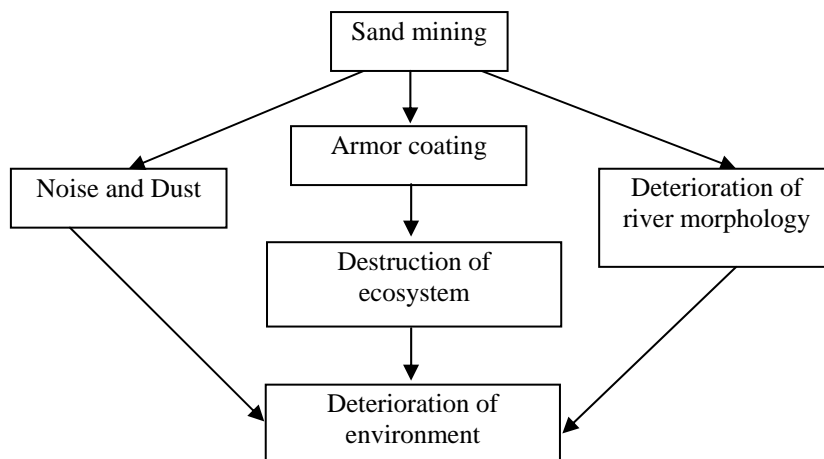 Sand mining
Armor coating
Noise and Dust
Deterioration of
river morphology
Destruction of
ecosystem
Deterioration of
environment